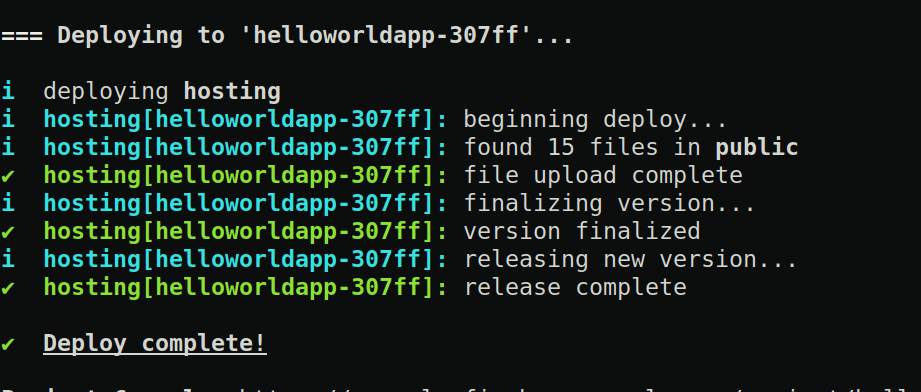 === Deploying to 'helloworldapp-307ff'...
i deploying hosting
i hosting[helloworldapp-307ff]: beginning deploy...
i hosting[helloworldapp-307ff]: found 15 files in public
✔ hosting[helloworldapp-307ff]: file upload complete
i hosting[helloworldapp-307ff]: finalizing version...
✔ hosting[helloworldapp-307ff]: version finalized
i hosting[helloworldapp-307ff]: releasing new version...
✔ hosting[helloworldapp-307ff]: release complete
✔ Deploy complete!